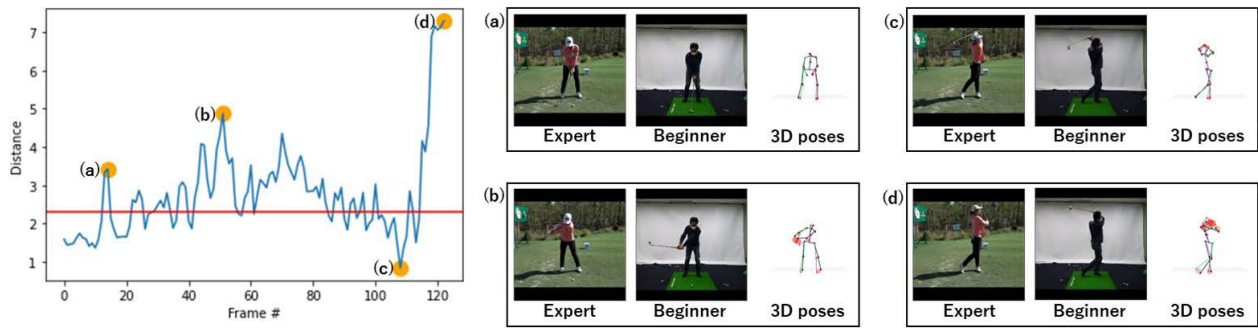 7
6
5
4
3
2
1
Distance
0
20
40
60
80
100
120
Frame #
(a)
(b)
(c)
(d)
(a)
Expert
Beginner
3D poses
(c)
Expert
Beginner
3D poses
(b)
Expert
Beginner
3D poses
(d)
Expert
Beginner
3D poses